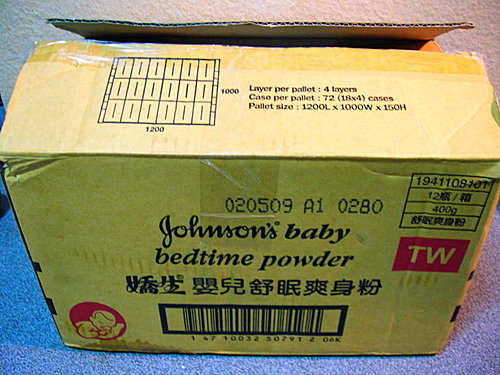 1000
1200
Layer per pallet : 4 layers
Case per pallet : 72 (18x4) cases
Pallet size : 1200L x 1000W x 150H
1941108101
12瓶/箱
400g
舒眠爽身粉
020509 A1 0280
Johnson's baby
bedtime powder
TW
嬌生® 嬰兒舒眠爽身粉
1 47 10032 50791 2 06K